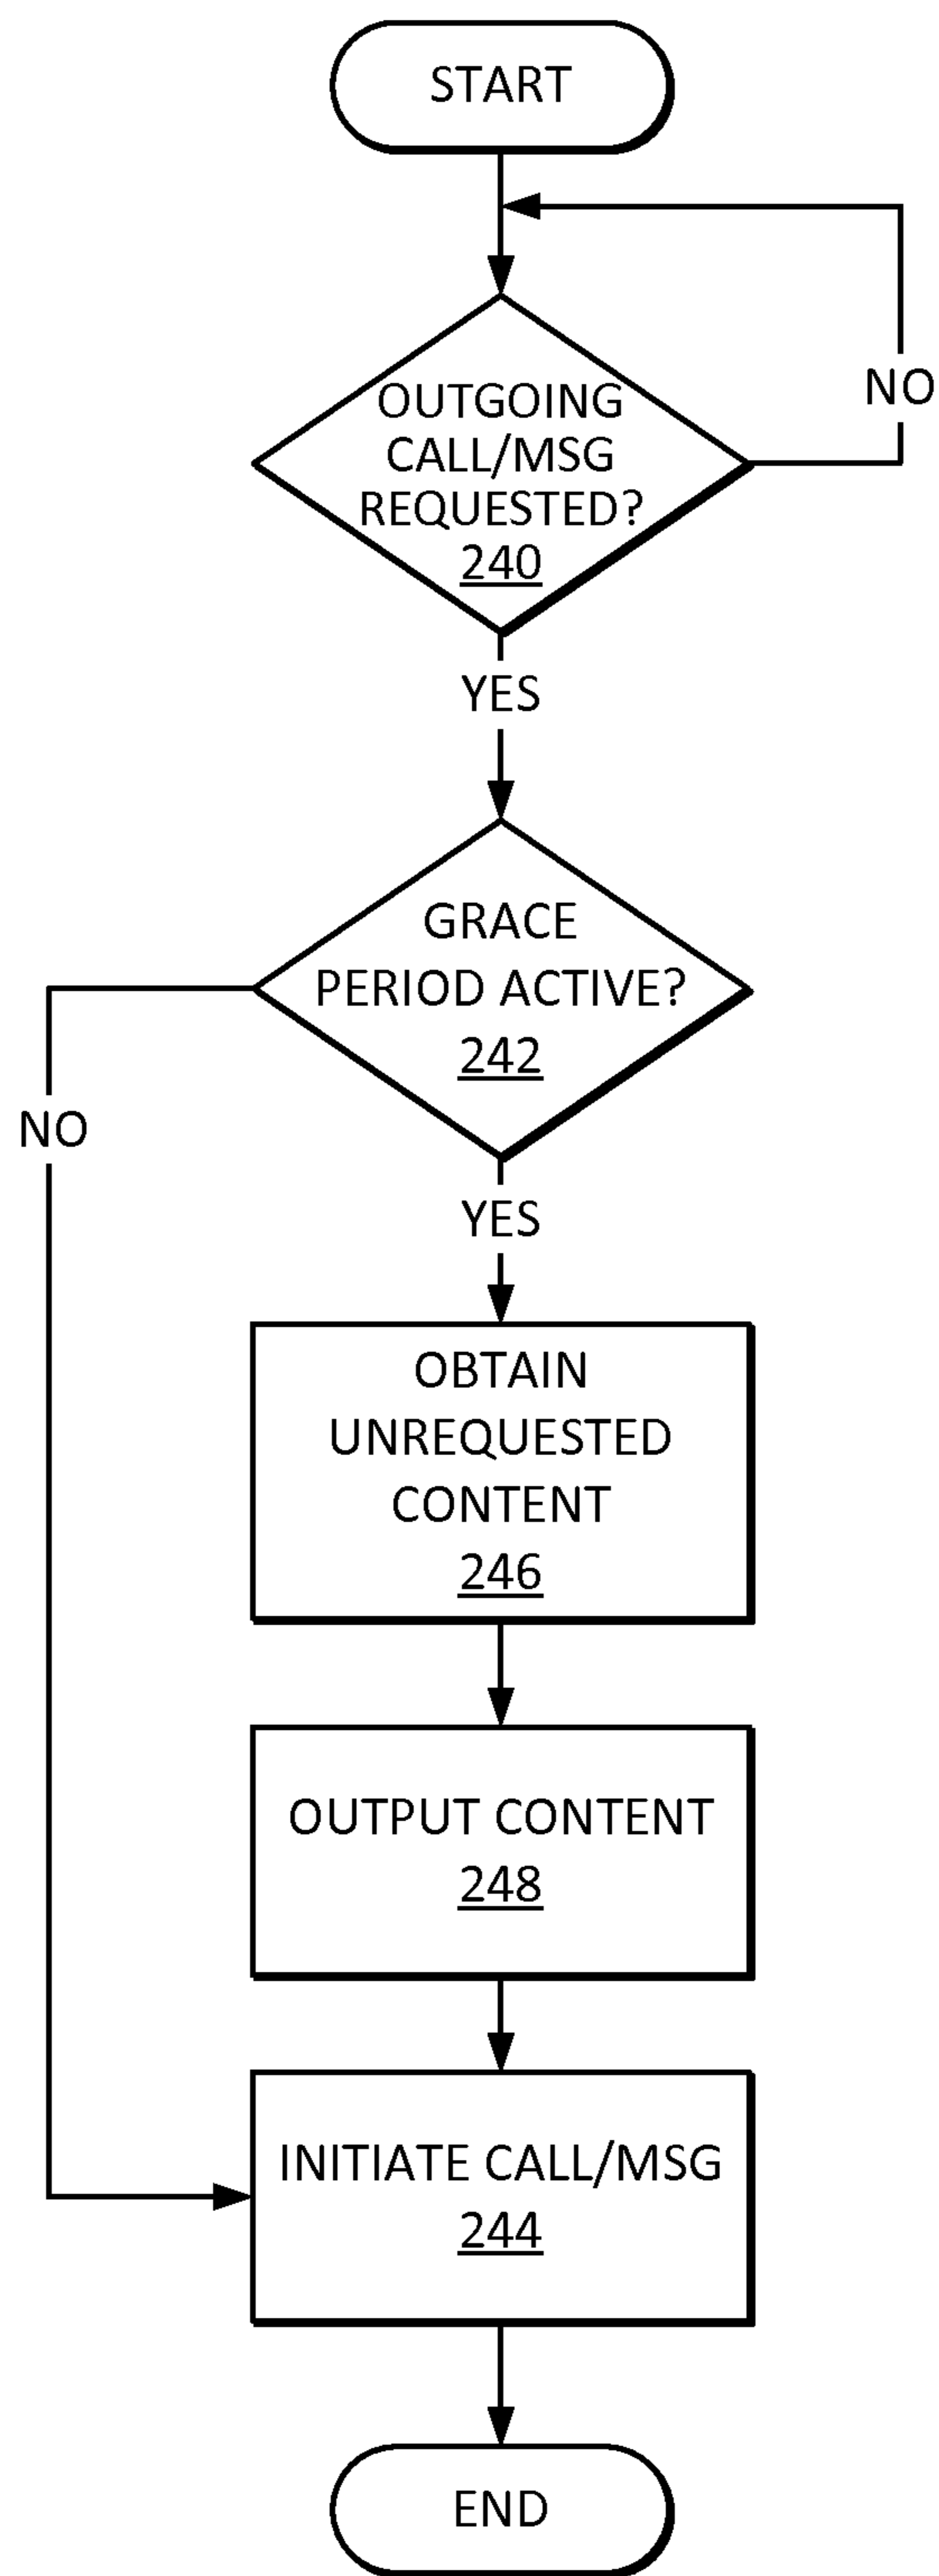 START
OUTGOING
CALL/MSG
REQUESTED?
240
NO
YES
GRACE
PERIOD ACTIVE?
242
NO
YES
OBTAIN
UNREQUESTED
CONTENT
246
OUTPUT CONTENT
248
INITIATE CALL/MSG
244
END